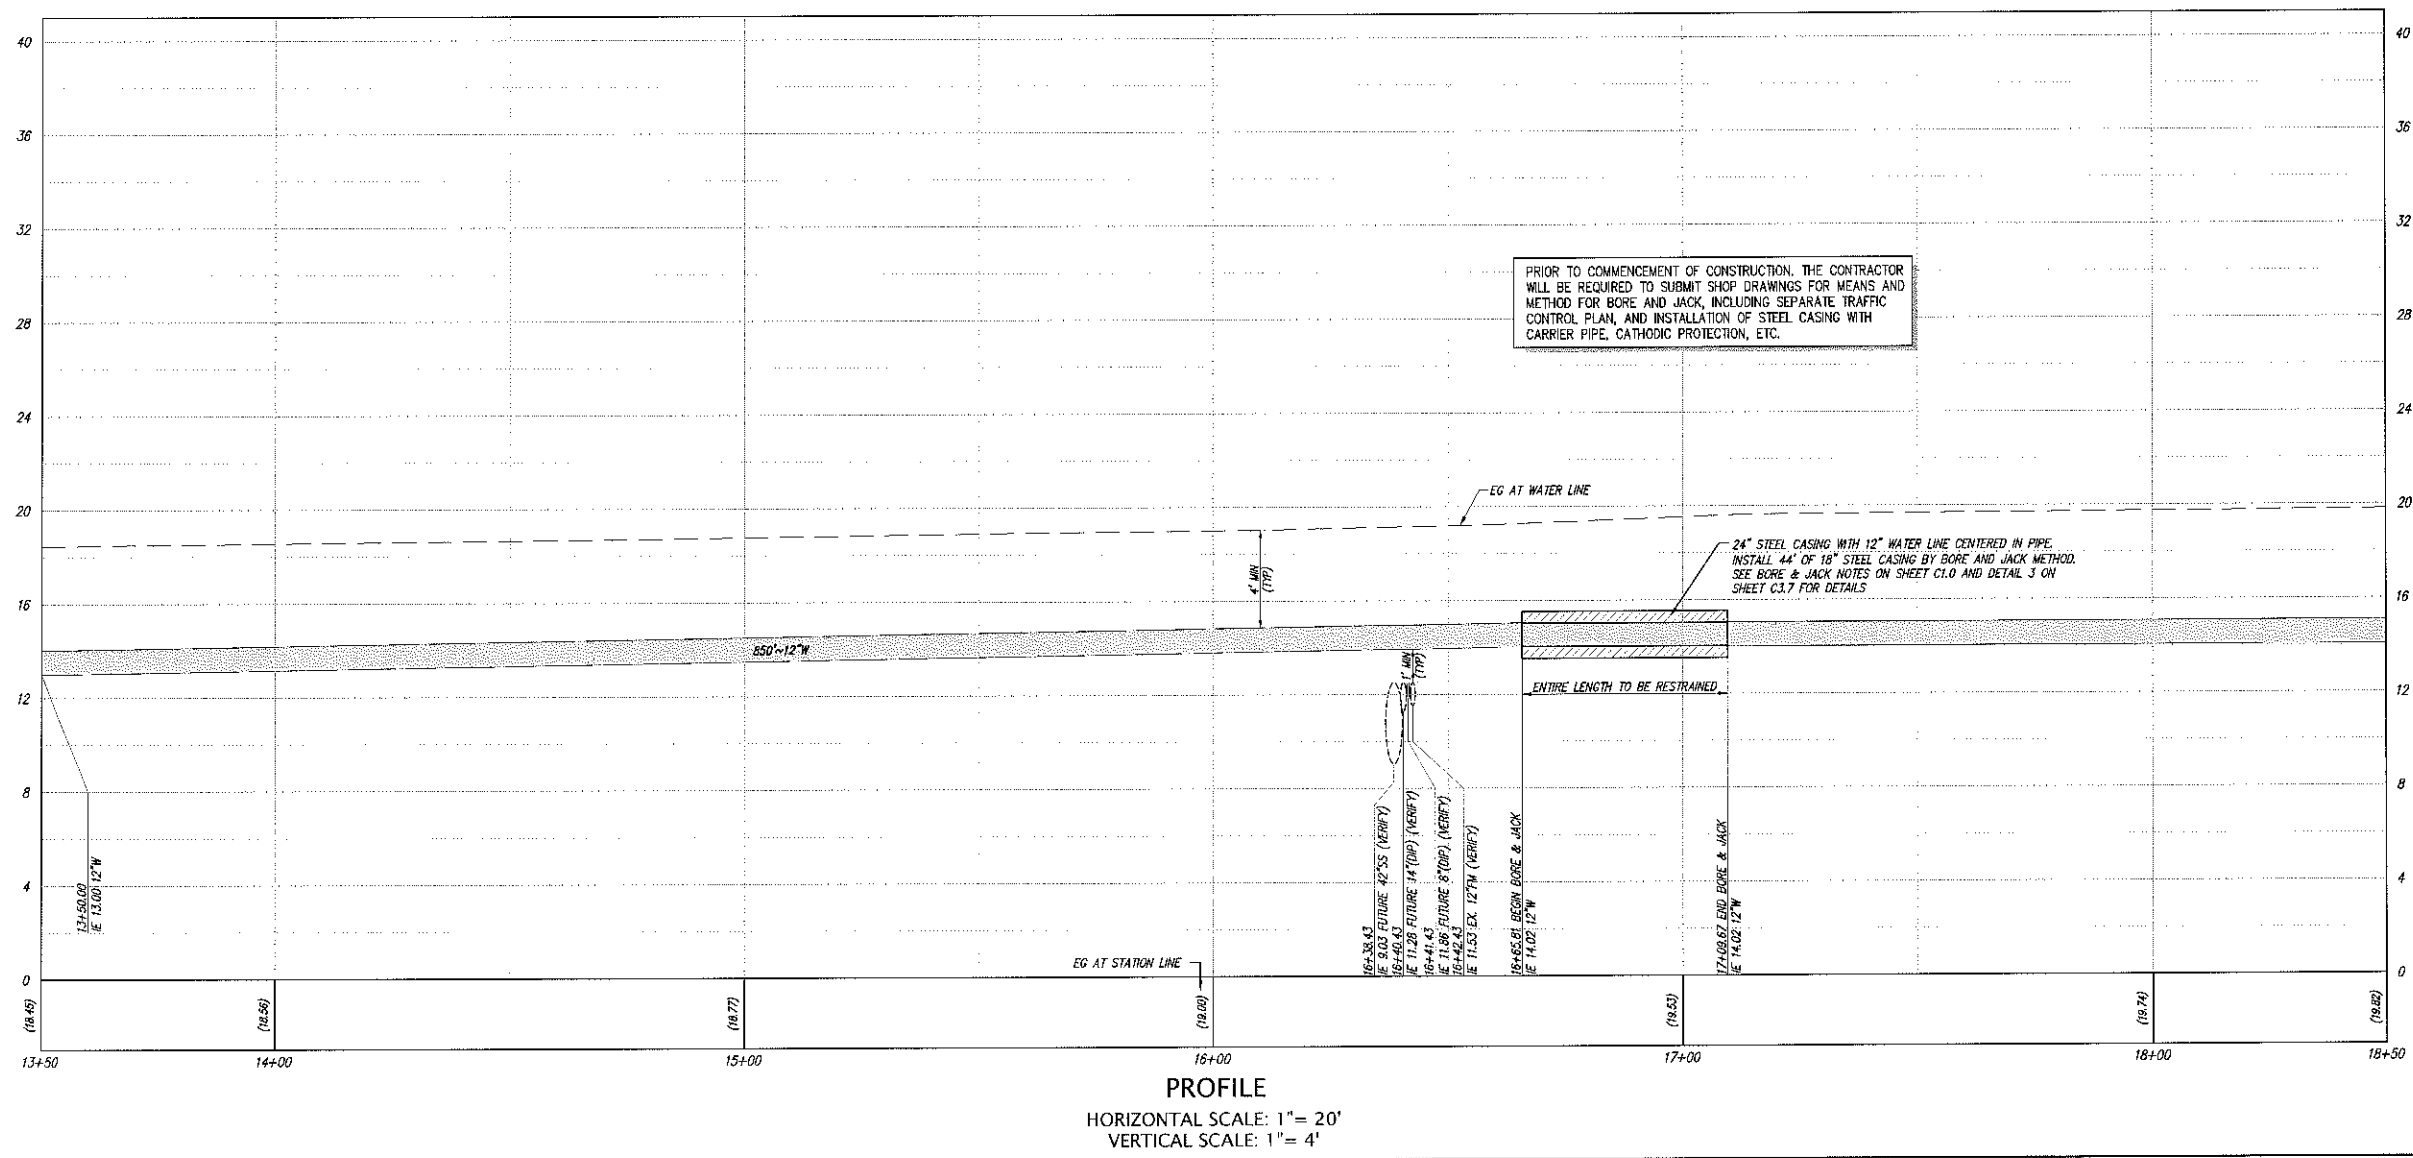 40
36
32
28
24
20
16
12
8
4
0
40
36
32
28
24
20
16
12
8
4
0
PRIOR TO COMMENCEMENT OF CONSTRUCTION, THE CONTRACTOR
WILL BE REQUIRED TO SUBMIT SHOP DRAWINGS FOR MEANS AND
METHOD FOR BORE AND JACK, INCLUDING SEPARATE TRAFFIC
CONTROL PLAN, AND INSTALLATION OF STEEL CASING WITH
CARRIER PIPE, CATHODIC PROTECTION, ETC.
EG AT WATER LINE
24" STEEL CASING WITH 12" WATER LINE CENTERED IN PIPE.
INSTALL 44' OF 18" STEEL CASING BY BORE AND JACK METHOD.
SEE BORE & JACK NOTES ON SHEET C1.0 AND DETAIL 3 ON
SHEET C3.7 FOR DETAILS
4' MIN
(TYP)
850'~12"W
1' MIN
(TYP)
ENTIRE LENGTH TO BE RESTRAINED
13+50.00
IE 13.00 12"W
16+38.43
IE 9.03 FUTURE 42"SS (VERIFY)
16+40.43
IE 11.28 FUTURE 14"(DIP) (VERIFY)
16+41.43
IE 11.86 FUTURE 8"(DIP) (VERIFY)
16+42.43
IE 11.53 EX. 12"FM (VERIFY)
16+65.81 BEGIN BORE & JACK
IE 14.02 12"W
17+09.67 END BORE & JACK
IE 14.02 12"W
EG AT STATION LINE
(18.45)
(18.56)
(18.77)
(19.00)
(19.53)
(19.74)
(19.82)
13+50
14+00
15+00
16+00
17+00
18+00
18+50
PROFILE
HORIZONTAL SCALE: 1"= 20'
VERTICAL SCALE: 1"= 4'